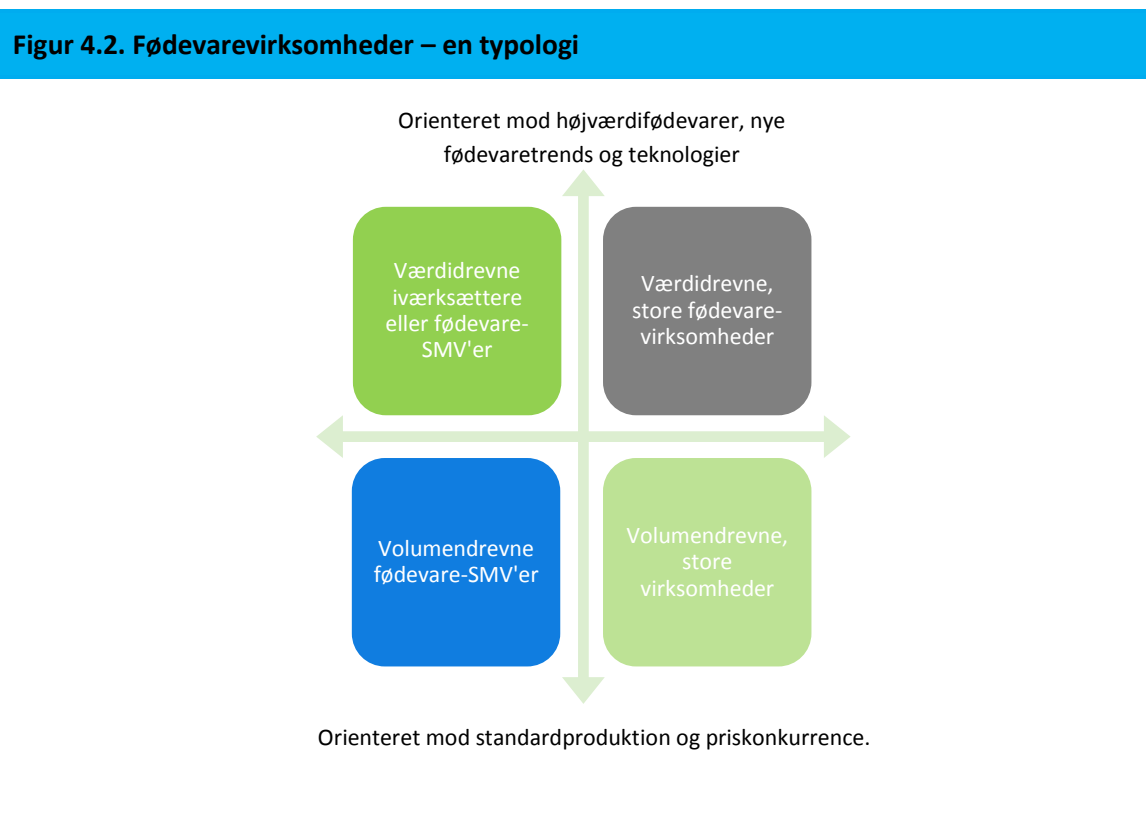 Figur 4.2. Fødevarevirksomheder – en typologi
Orienteret mod højværdifødevarer, nye
fødevaretrends og teknologier
Værdidrevne
iværksættere
eller fødevare-
SMV'er
Værdidrevne,
store fødevare-
virksomheder
Volumendrevne
fødevare-SMV'er
Volumendrevne,
store
virksomheder
Orienteret mod standardproduktion og priskonkurrence.